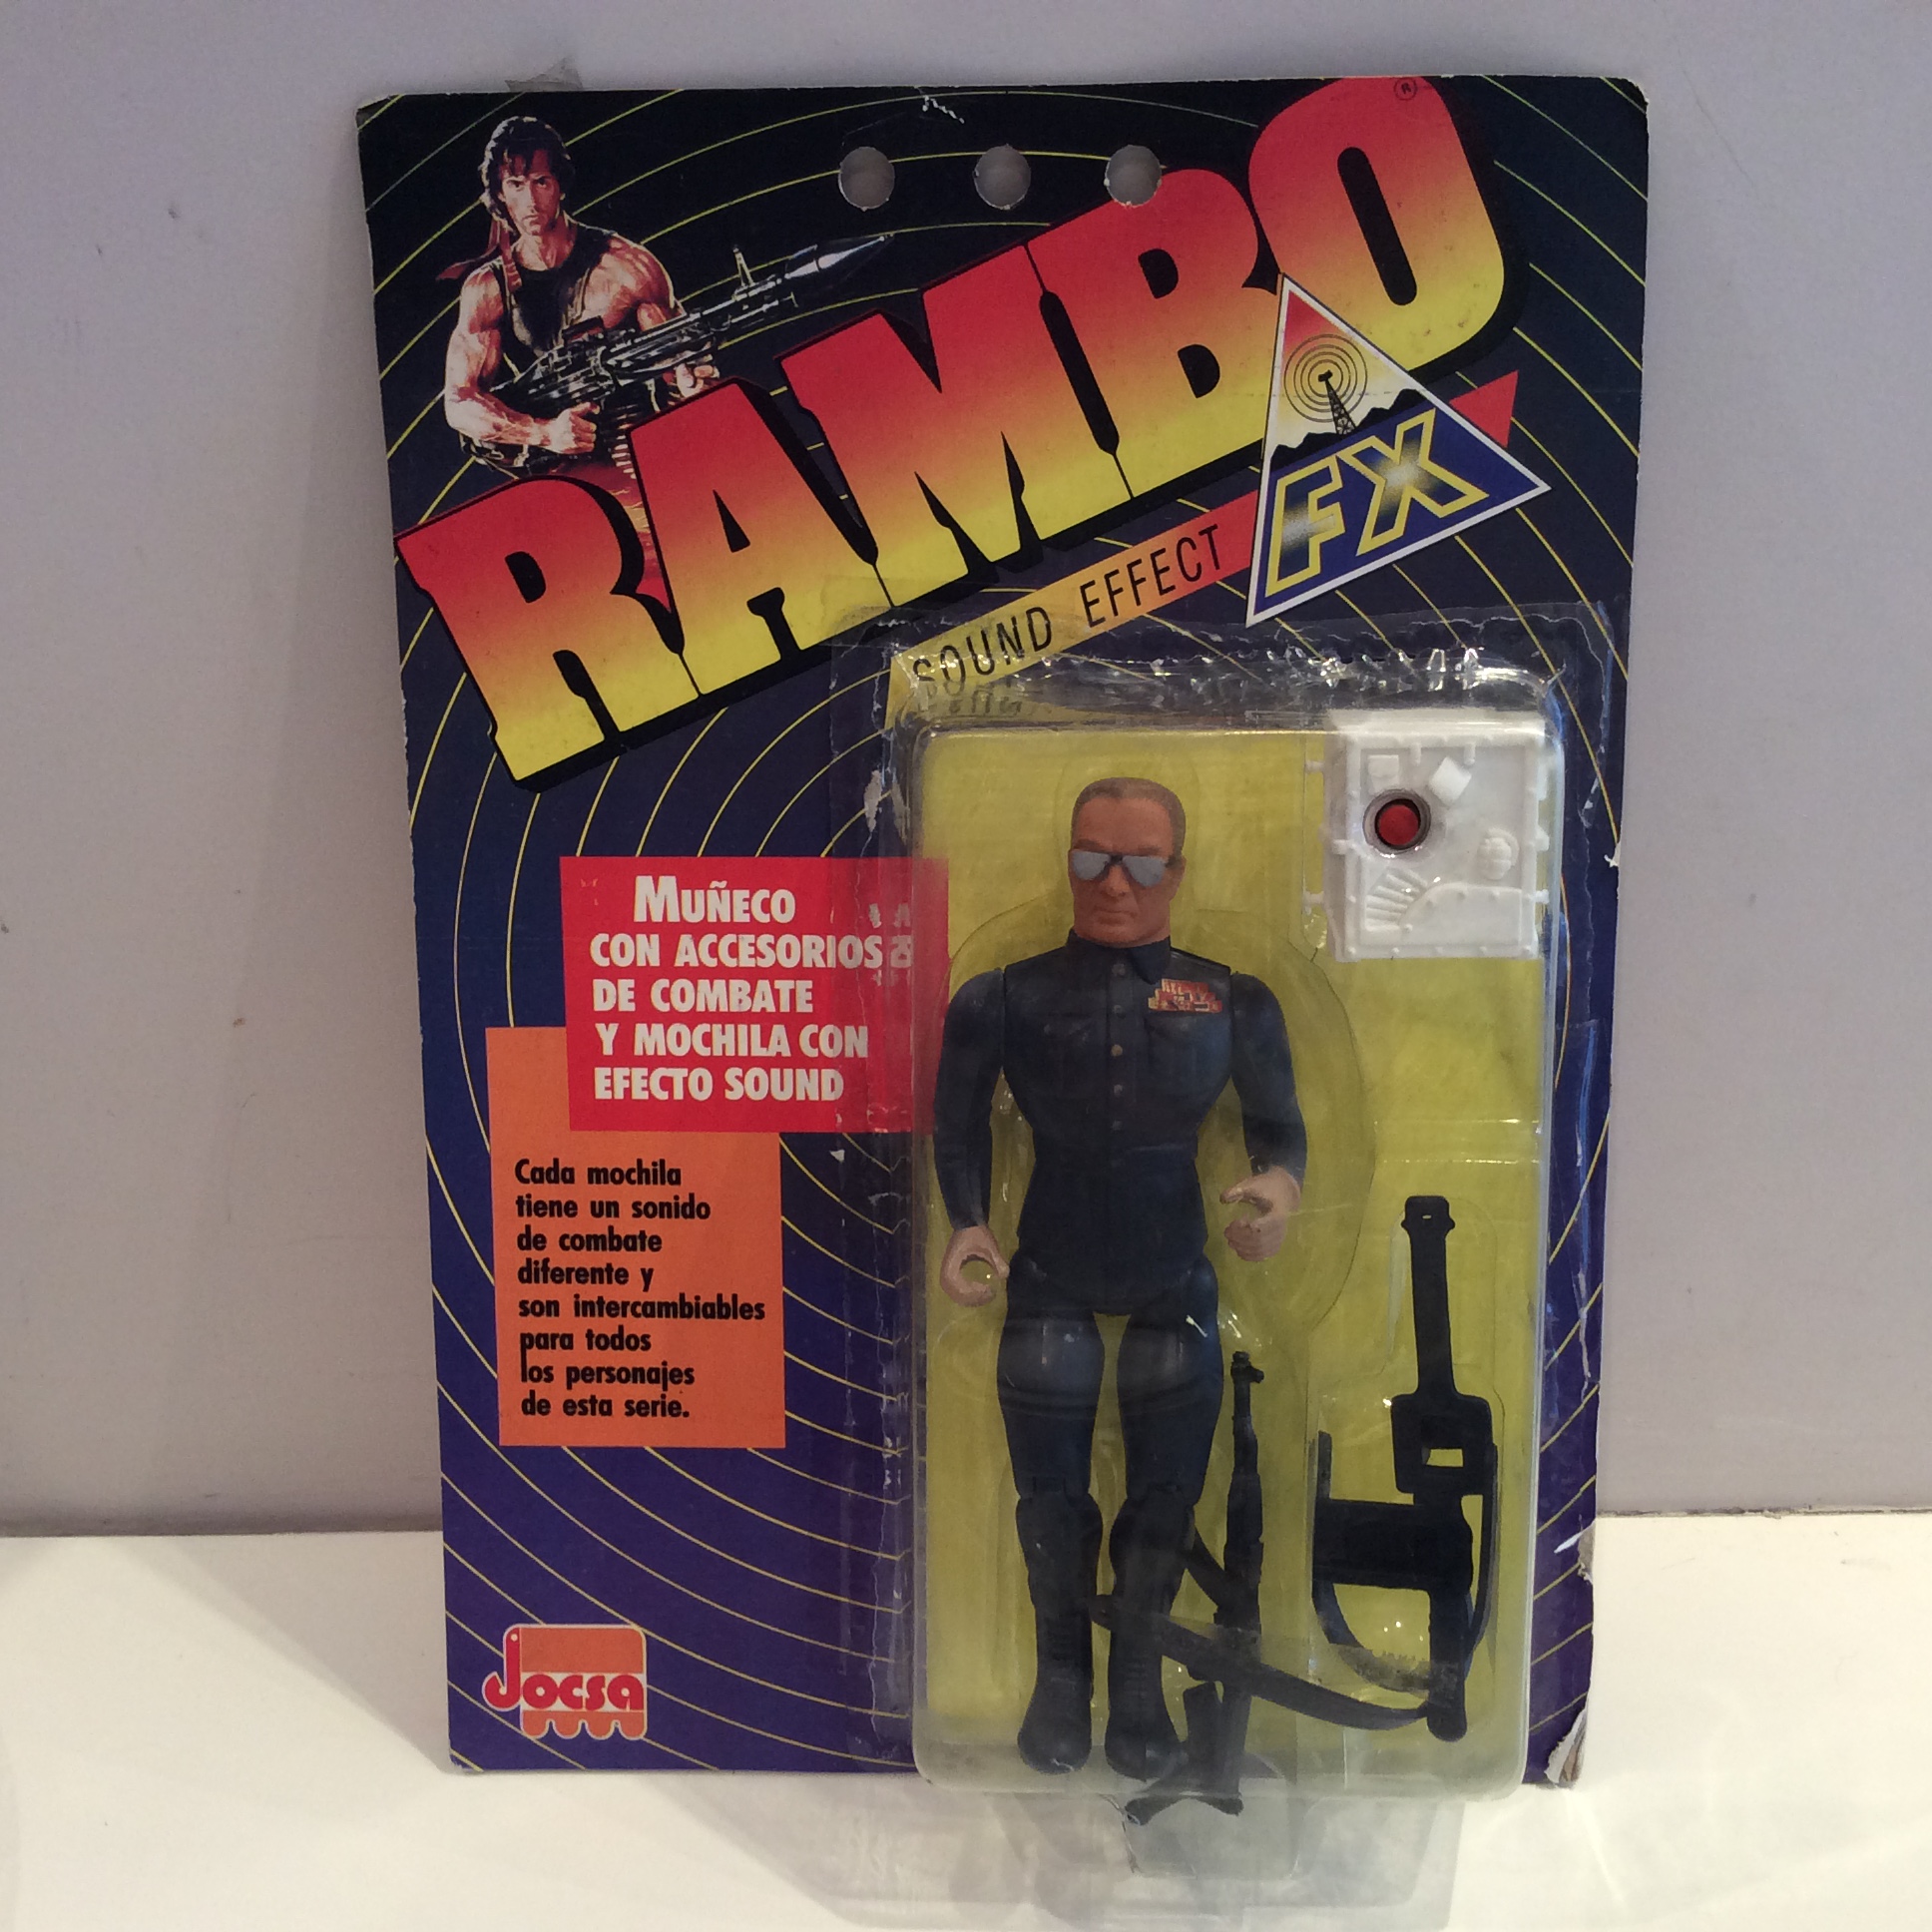 RAMBO
®
FX
SOUND EFFECT
MUÑECO
CON ACCESORIOS
DE COMBATE
Y MOCHILA CON
EFECTO SOUND
Cada mochila
tiene un sonido
de combate
diferente y
son intercambiables
para todos
los personajes
de esta serie.
Jocsa